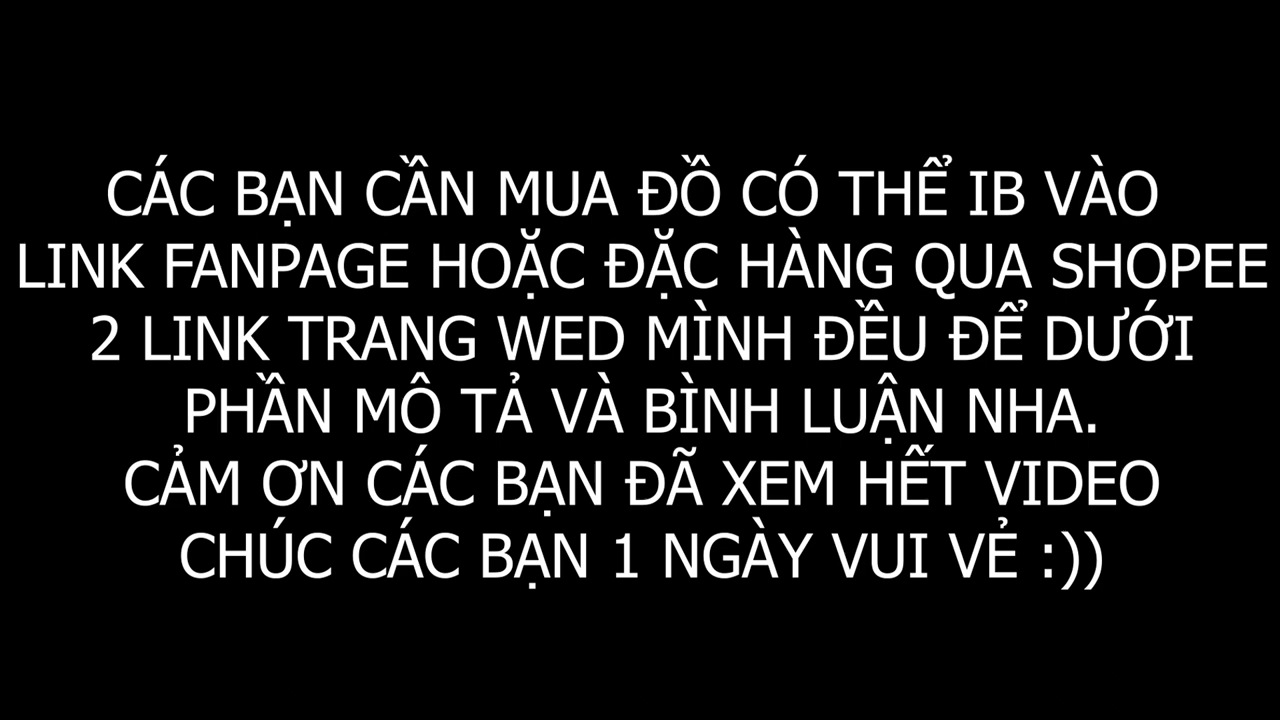 CÁC BẠN CẦN MUA ĐỒ CÓ THỂ IB VÀO
LINK FANPAGE HOẶC ĐẶC HÀNG QUA SHOPEE
2 LINK TRANG WED MÌNH ĐỀU ĐỂ DƯỚI
PHẦN MÔ TẢ VÀ BÌNH LUẬN NHA.
CẢM ƠN CÁC BẠN ĐÃ XEM HẾT VIDEO
CHÚC CÁC BẠN 1 NGÀY VUI VẺ :))